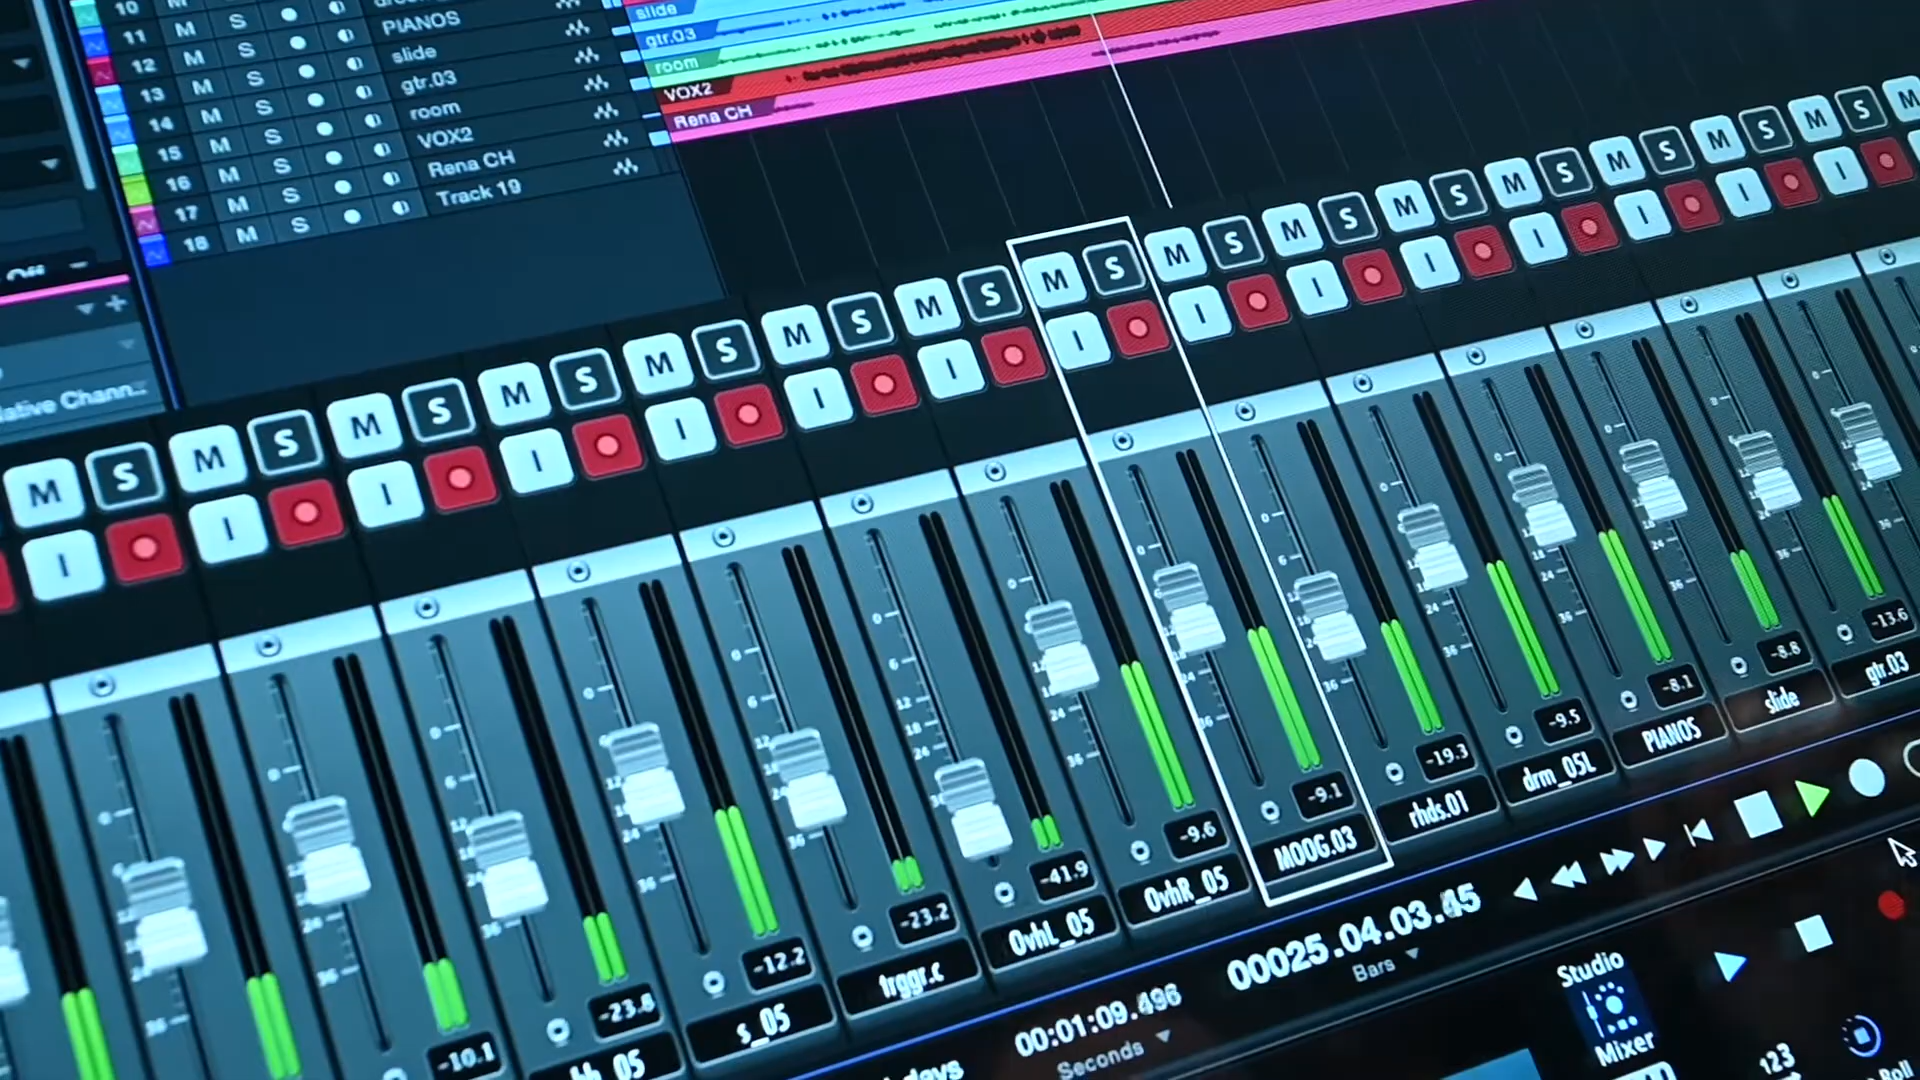 10 M S
11 M S PIANOS
12 M S slide
13 M S gtr.03
14 M S room
15 M S VOX2
16 M S Rena CH
17 M S Track 19
18 M S
slide
gtr.03
room
VOX2
Rena CH
Off
M S M S M S M S M S M S M S M S M S M S M S M S M S M S M S M
I I I I I I I I I I I I I I I
-10.1
-23.8
-12.2
-23.2
-41.9
-9.6
-9.1
-19.3
-9.5
-8.1
-8.8
-13.6
s_05
trggr.c
OvhL_05
OvhR_05
MOOG.03
rhds.01
drm_05L
PIANOS
slide
gtr.03
00:01:09.496
Seconds
00025.04.03.45
Bars
Studio
Mixer
123